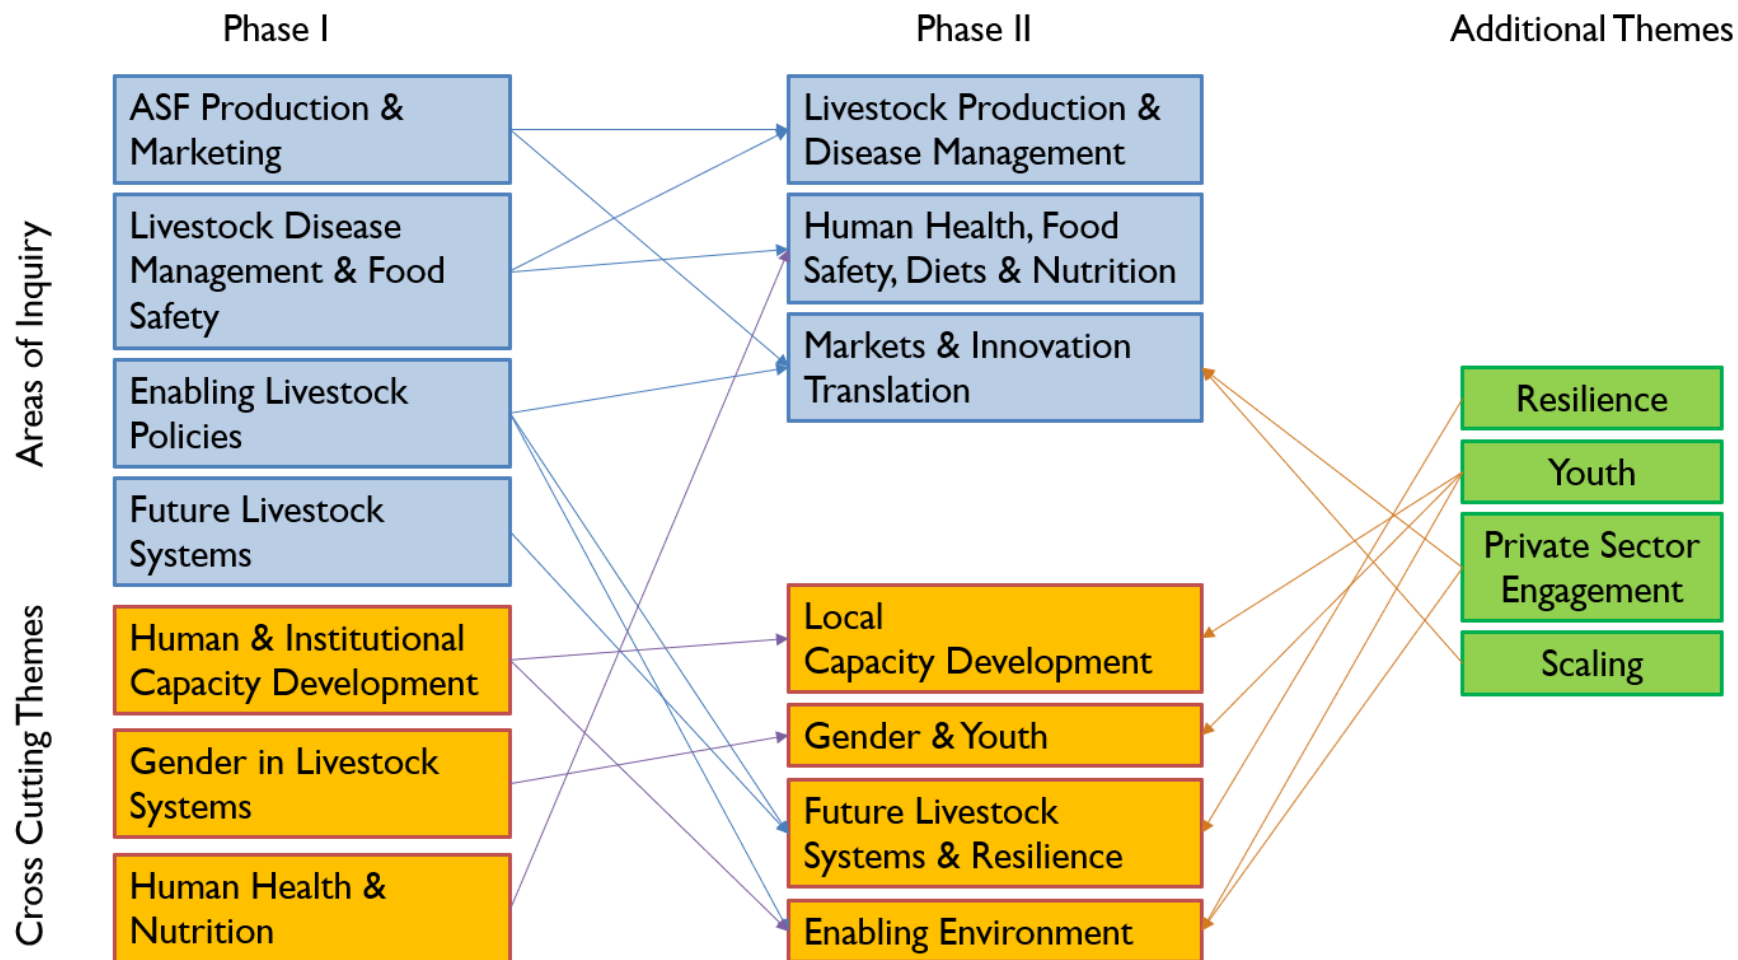 Phase I
Phase II
Additional Themes
Areas of Inquiry
Cross Cutting Themes
ASF Production &
Marketing
Livestock Disease
Management & Food
Safety
Enabling Livestock
Policies
Future Livestock
Systems
Human & Institutional
Capacity Development
Gender in Livestock
Systems
Human Health &
Nutrition
Livestock Production &
Disease Management
Human Health, Food
Safety, Diets & Nutrition
Markets & Innovation
Translation
Local
Capacity Development
Gender & Youth
Future Livestock
Systems & Resilience
Enabling Environment
Resilience
Youth
Private Sector
Engagement
Scaling